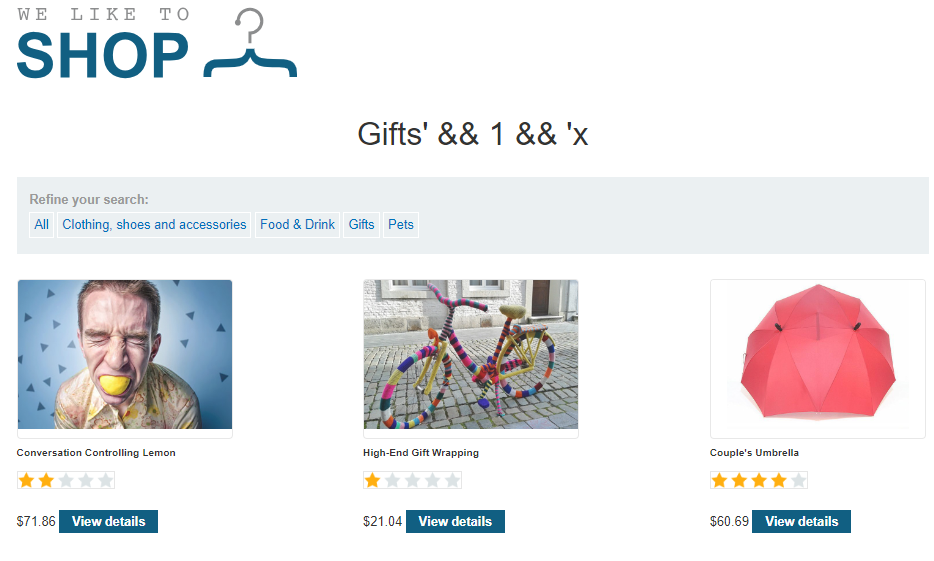 WE LIKE TO
SHOP
Gifts' && 1 && 'x
Refine your search:
All Clothing, shoes and accessories Food & Drink Gifts Pets
Conversation Controlling Lemon High-End Gift Wrapping Couple's Umbrella
$71.86 View details $21.04 View details $60.69 View details